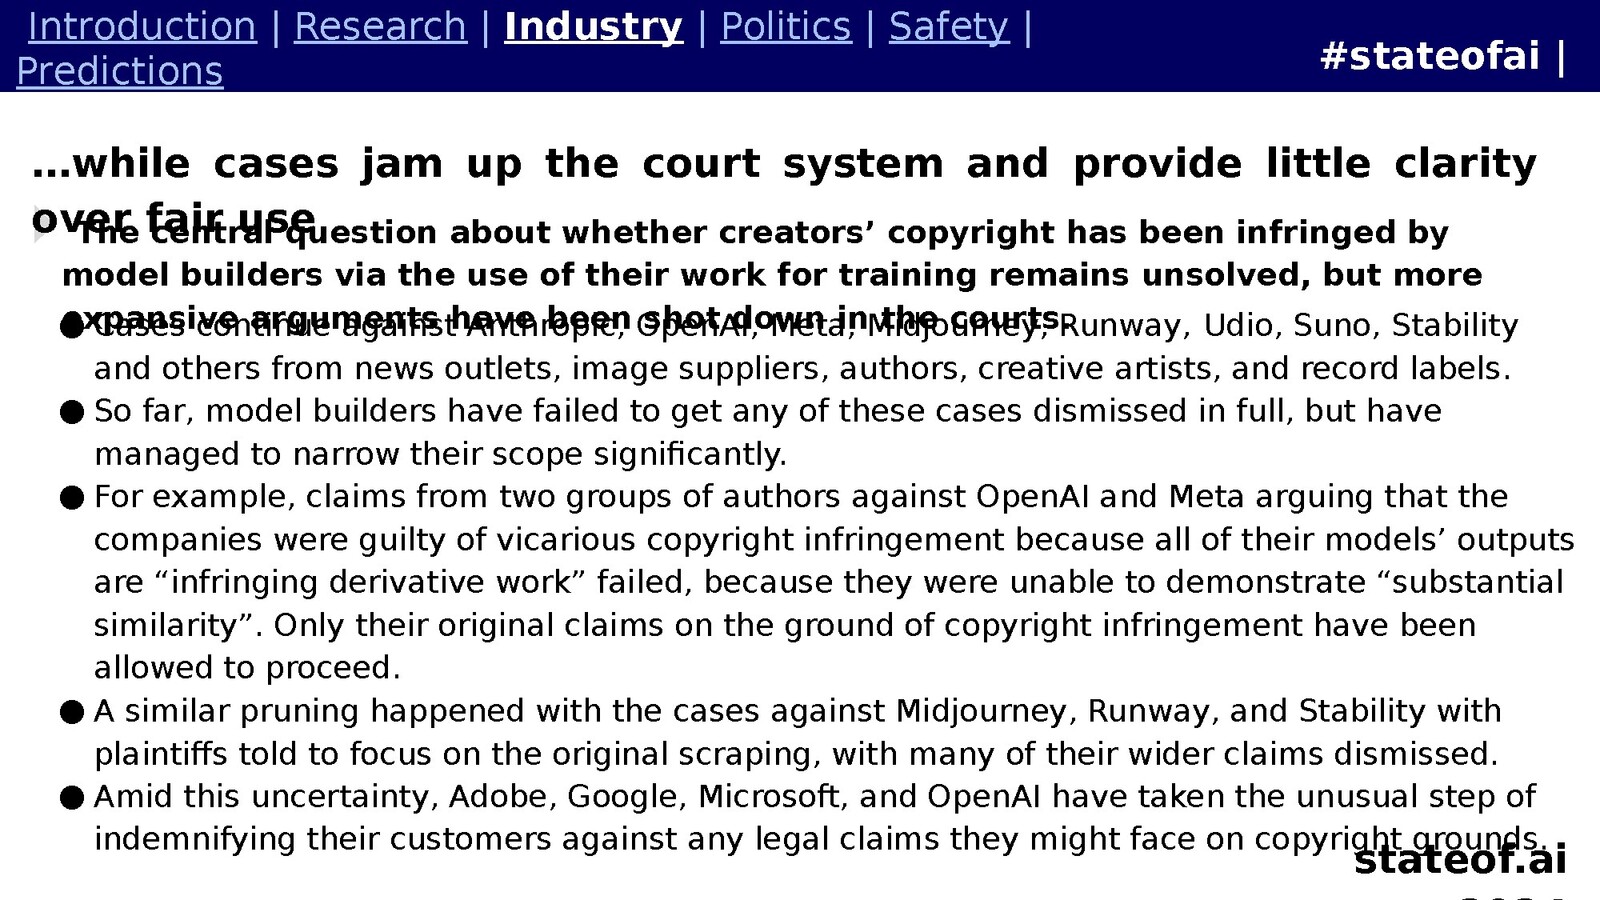 Introduction | Research | Industry | Politics | Safety |
Predictions
#stateofai |
…while cases jam up the court system and provide little clarity
over fair use
The central question about whether creators’ copyright has been infringed by
model builders via the use of their work for training remains unsolved, but more
expansive arguments have been shot down in the courts.
● Cases continue against Anthropic, OpenAI, Meta, Midjourney, Runway, Udio, Suno, Stability
and others from news outlets, image suppliers, authors, creative artists, and record labels.
● So far, model builders have failed to get any of these cases dismissed in full, but have
managed to narrow their scope significantly.
● For example, claims from two groups of authors against OpenAI and Meta arguing that the
companies were guilty of vicarious copyright infringement because all of their models’ outputs
are “infringing derivative work” failed, because they were unable to demonstrate “substantial
similarity”. Only their original claims on the ground of copyright infringement have been
allowed to proceed.
● A similar pruning happened with the cases against Midjourney, Runway, and Stability with
plaintiffs told to focus on the original scraping, with many of their wider claims dismissed.
● Amid this uncertainty, Adobe, Google, Microsoft, and OpenAI have taken the unusual step of
indemnifying their customers against any legal claims they might face on copyright grounds.
stateof.ai